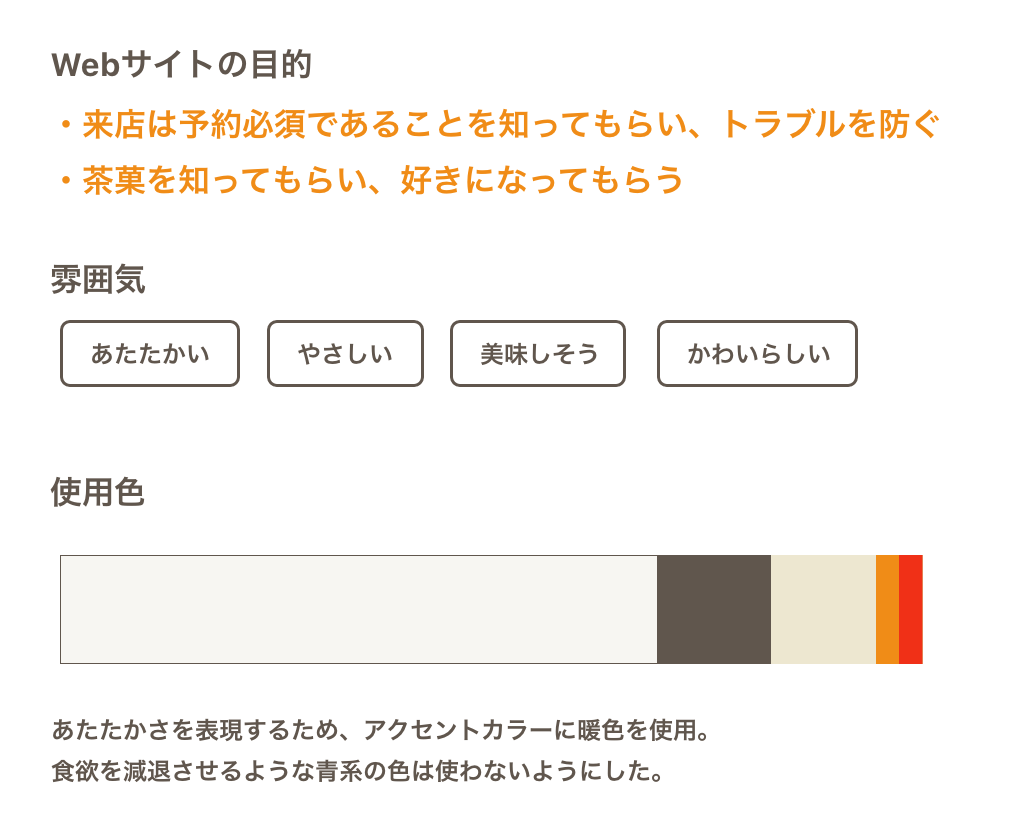 Webサイトの目的
・来店は予約必須であることを知ってもらい、トラブルを防ぐ
・茶菓を知ってもらい、好きになってもらう
雰囲気
あたたかい
やさしい
美味しそう
かわいらしい
使用色
あたたかさを表現するため、アクセントカラーに暖色を使用。
食欲を減退させるような青系の色は使わないようにした。